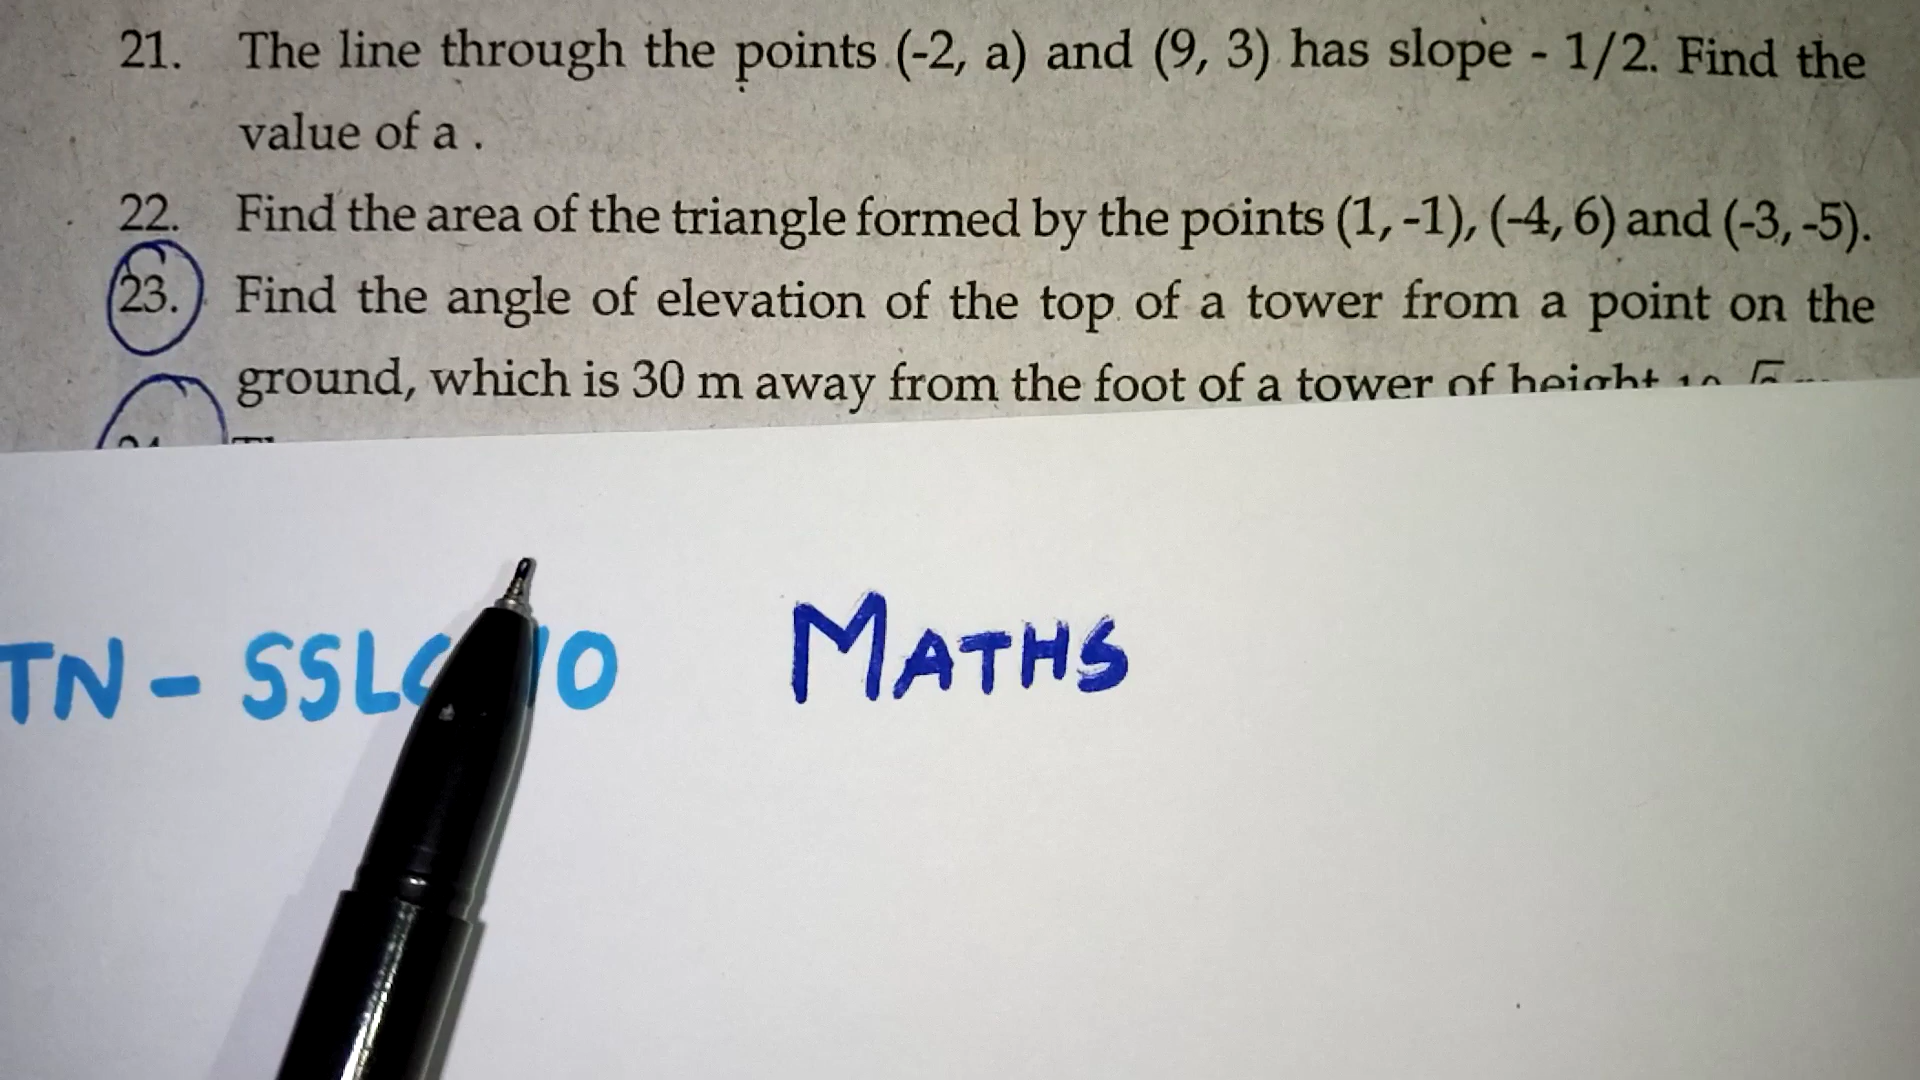 21. The line through the points (-2, a) and (9, 3) has slope - 1/2. Find the
value of a .
22. Find the area of the triangle formed by the points (1, -1), (-4, 6) and (-3, -5).
23. Find the angle of elevation of the top of a tower from a point on the
ground, which is 30 m away from the foot of a tower of height
TN - SSLC 10 MATHS